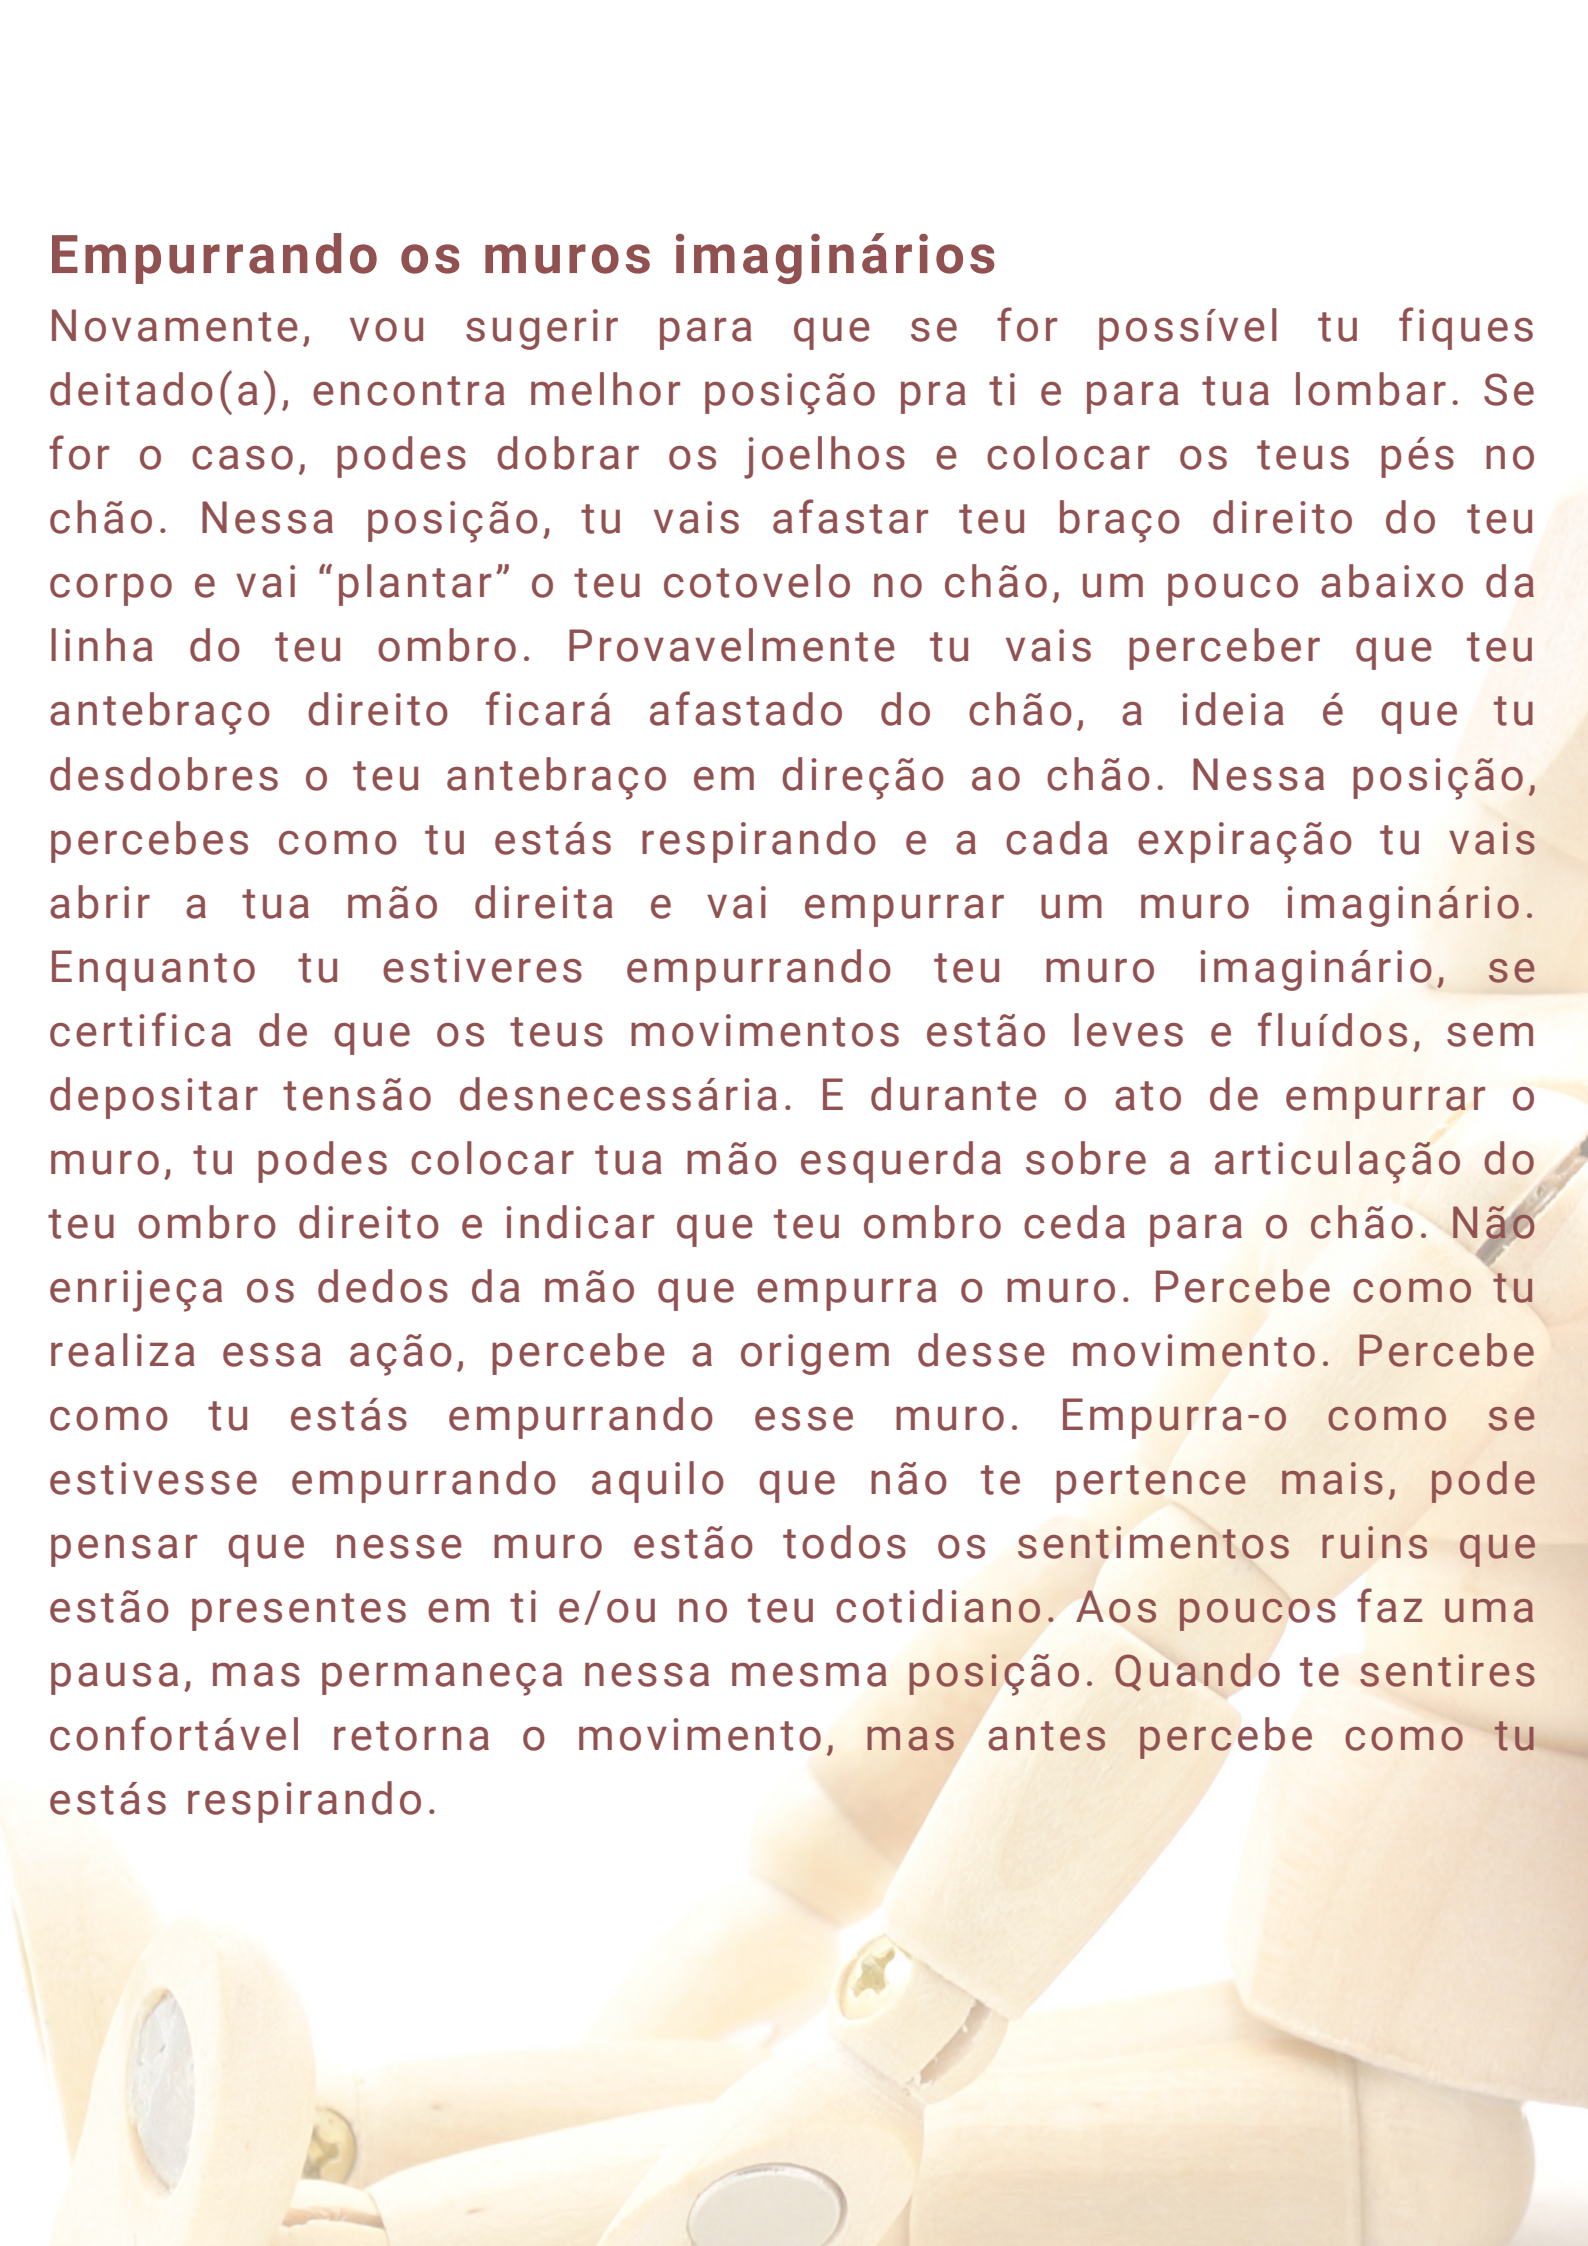 Empurrando os muros imaginários
Novamente, vou sugerir para que se for possível tu fiques
deitado(a), encontra melhor posição pra ti e para tua lombar. Se
for o caso, podes dobrar os joelhos e colocar os teus pés no
chão. Nessa posição, tu vais afastar teu braço direito do teu
corpo e vai “plantar” o teu cotovelo no chão, um pouco abaixo da
linha do teu ombro. Provavelmente tu vais perceber que teu
antebraço direito ficará afastado do chão, a ideia é que tu
desdobres o teu antebraço em direção ao chão. Nessa posição,
percebes como tu estás respirando e a cada expiração tu vais
abrir a tua mão direita e vai empurrar um muro imaginário.
Enquanto tu estiveres empurrando teu muro imaginário, se
certifica de que os teus movimentos estão leves e fluídos, sem
depositar tensão desnecessária. E durante o ato de empurrar o
muro, tu podes colocar tua mão esquerda sobre a articulação do
teu ombro direito e indicar que teu ombro ceda para o chão. Não
enrijeça os dedos da mão que empurra o muro. Percebe como tu
realiza essa ação, percebe a origem desse movimento. Percebe
como tu estás empurrando esse muro. Empurra-o como se
estivesse empurrando aquilo que não te pertence mais, pode
pensar que nesse muro estão todos os sentimentos ruins que
estão presentes em ti e/ou no teu cotidiano. Aos poucos faz uma
pausa, mas permaneça nessa mesma posição. Quando te sentires
confortável retorna o movimento, mas antes percebe como tu
estás respirando.